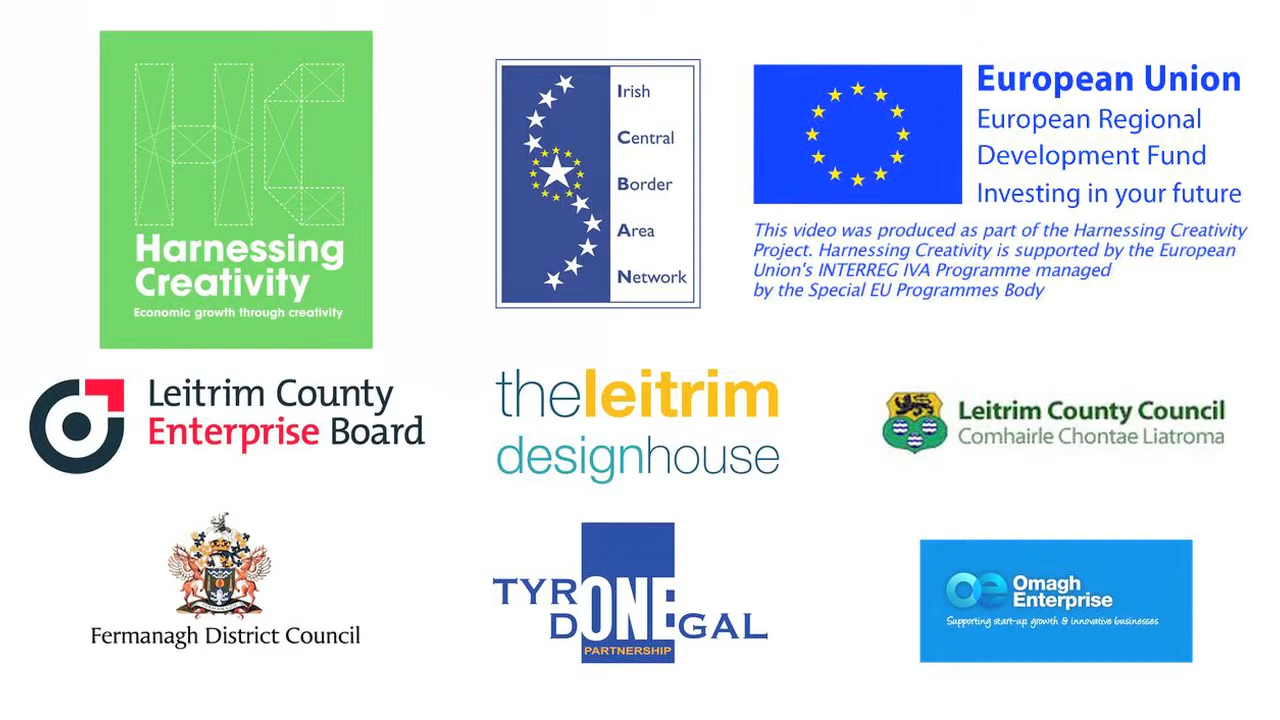 HC
Harnessing
Creativity
Economic growth through creativity
Irish
Central
Border
Area
Network
European Union
European Regional
Development Fund
Investing in your future
This video was produced as part of the Harnessing Creativity
Project. Harnessing Creativity is supported by the European
Union's INTERREG IVA Programme managed
by the Special EU Programmes Body
Leitrim County
Enterprise Board
theleitrim
designhouse
Leitrim County Council
Comhairle Chontae Liatroma
Fermanagh District Council
TYRONE
DONEGAL
PARTNERSHIP
oe Omagh
Enterprise
Supporting start-up, growth & innovative businesses